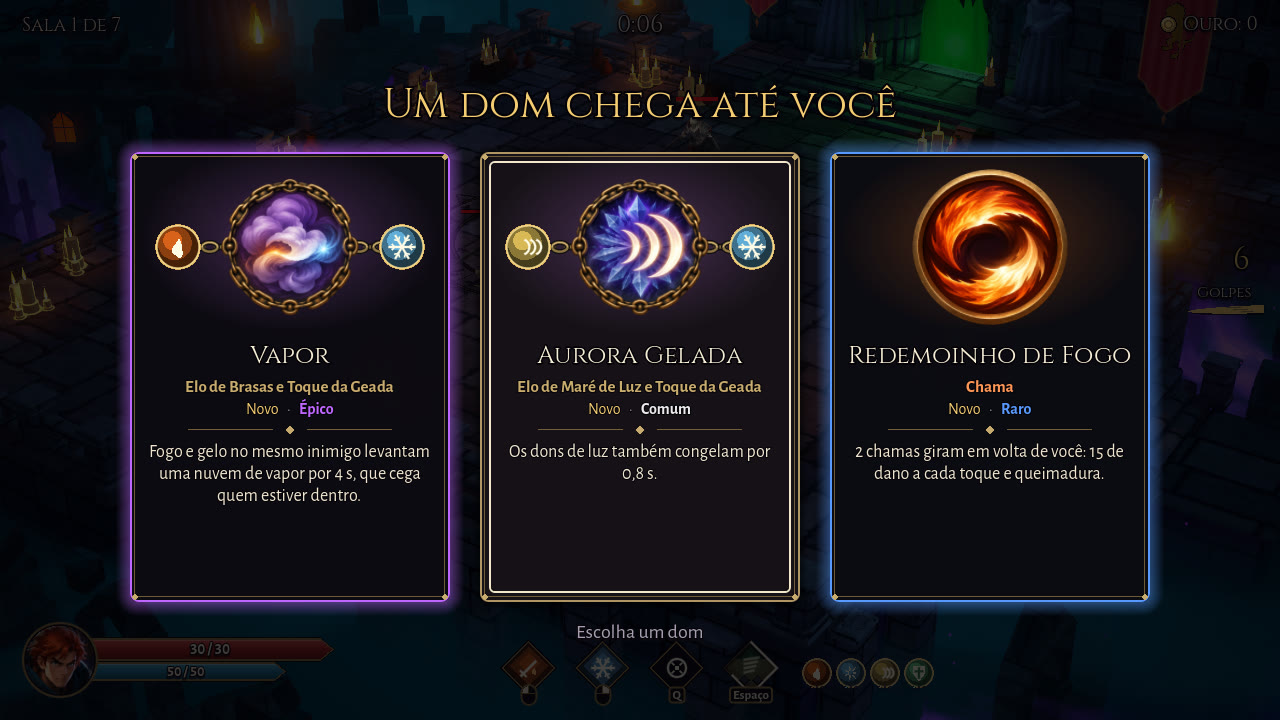 Sala 1 de 7
0:06
Ouro: 0
Um dom chega até você
6
Golpes
Vapor
Elo de Brasas e Toque da Geada
Novo · Épico
Fogo e gelo no mesmo inimigo levantam
uma nuvem de vapor por 4 s, que cega
quem estiver dentro.
Aurora Gelada
Elo de Maré de Luz e Toque da Geada
Novo · Comum
Os dons de luz também congelam por
0,8 s.
Redemoinho de Fogo
Chama
Novo · Raro
2 chamas giram em volta de você: 15 de
dano a cada toque e queimadura.
Escolha um dom
30/30
50/50
Q
Espaço